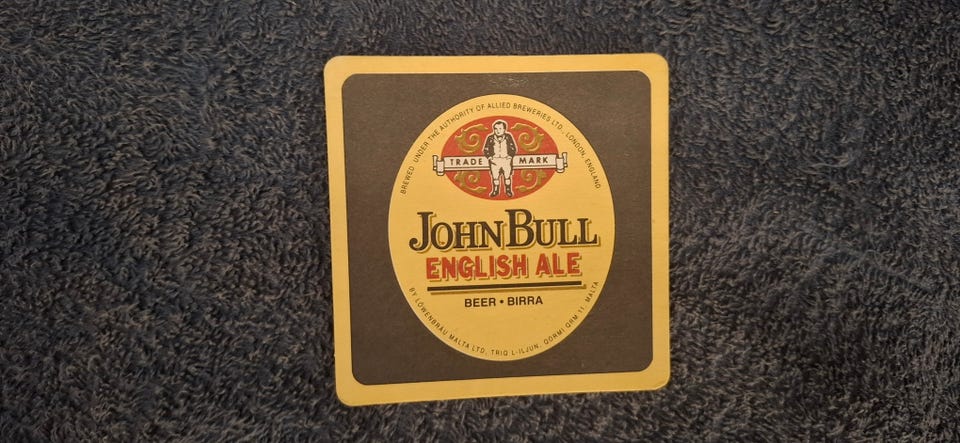 BREWED UNDER THE AUTHORITY OF ALLIED BREWERIES LTD., LONDON, ENGLAND
TRADE MARK
JOHN BULL
ENGLISH ALE
BEER • BIRRA
BY LÖWENBRÄU MALTA LTD, TRIQ L-ILJUN, QORMI QRM 11, MALTA